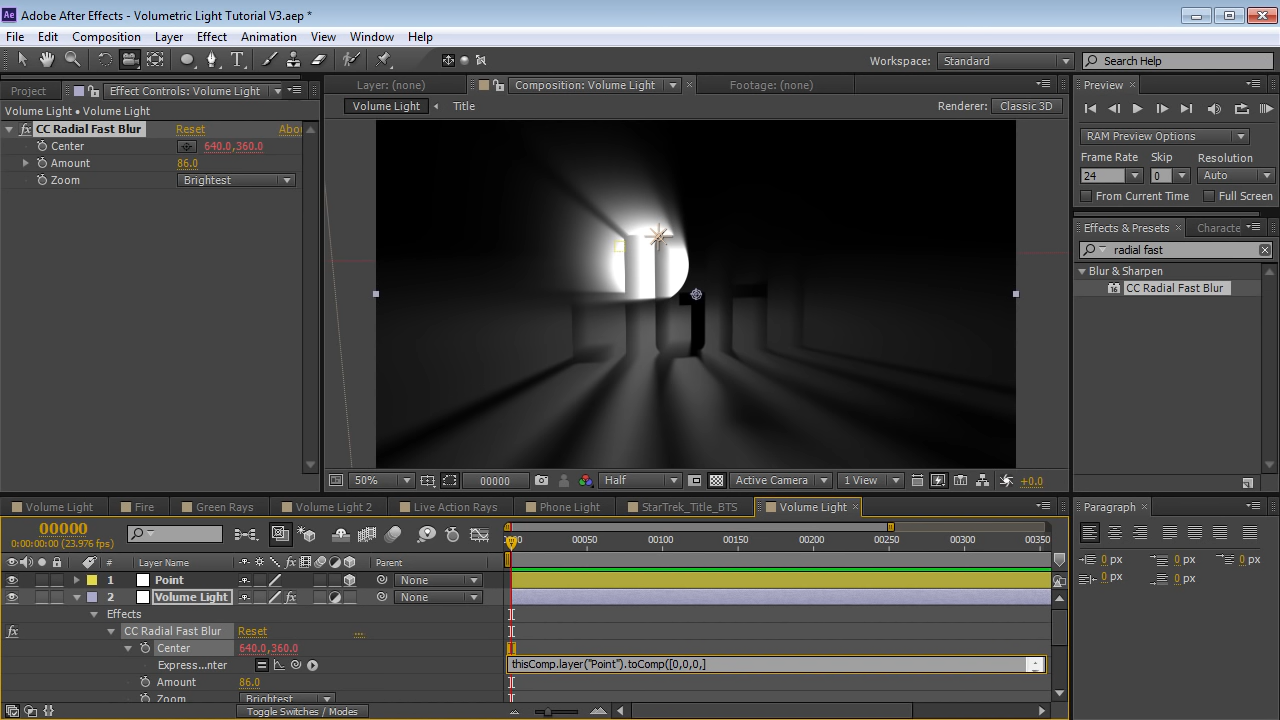 Ae Adobe After Effects - Volumetric Light Tutorial V3.aep *
File Edit Composition Layer Effect Animation View Window Help
Workspace: Standard Search Help
Project Effect Controls: Volume Light
Volume Light • Volume Light
fx CC Radial Fast Blur Reset Abou
Center 640.0,360.0
Amount 86.0
Zoom Brightest
Layer: (none) Composition: Volume Light Footage: (none)
Volume Light Title Renderer: Classic 3D
50% 00000 Half Active Camera 1 View +0.0
Preview
RAM Preview Options
Frame Rate Skip Resolution
24 0 Auto
From Current Time Full Screen
Effects & Presets Characte
radial fast
Blur & Sharpen
16 CC Radial Fast Blur
Volume Light Fire Green Rays Volume Light 2 Live Action Rays Phone Light StarTrek_Title_BTS Volume Light
00000
0:00:00:00 (23.976 fps)
00050 00100 00150 00200 00250 00300 00350
# Layer Name fx Parent
1 Point None
2 Volume Light fx None
Effects
fx CC Radial Fast Blur Reset ...
Center 640.0,360.0
Express...nter thisComp.layer("Point").toComp([0,0,0,]
Amount 86.0
Zoom Brightest
Toggle Switches / Modes
Paragraph
0 px 0 px 0 px
0 px 0 px